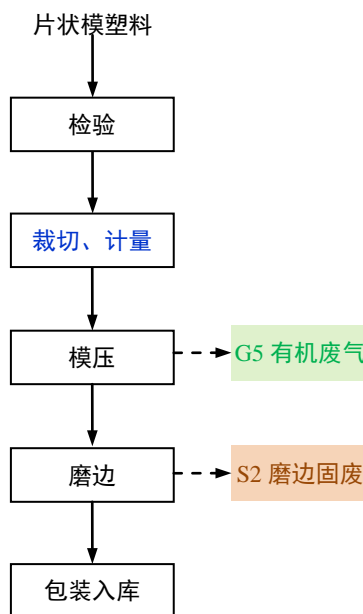 片状模塑料
检验
裁切、计量
模压
G5 有机废气
磨边
S2 磨边固废
包装入库